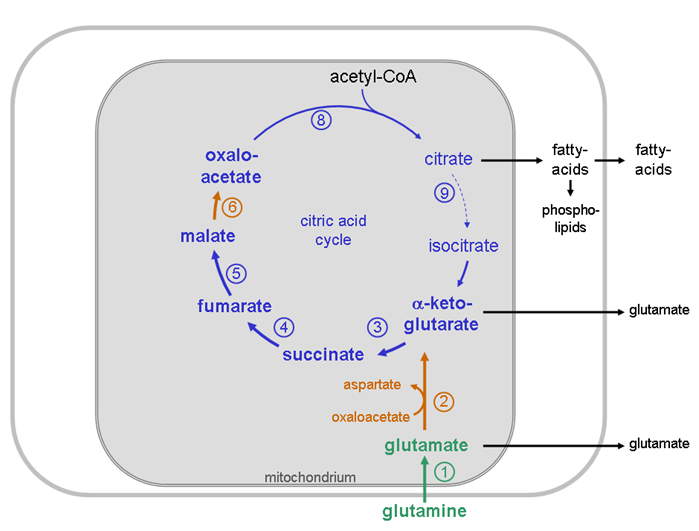 acetyl-CoA
8
oxalo-
acetate
citrate
fatty-
acids
fatty-
acids
9
6
phospho-
lipids
citric acid
cycle
malate
isocitrate
5
fumarate
α-keto-
glutarate
glutamate
4
3
succinate
aspartate
2
oxaloacetate
glutamate
glutamate
1
mitochondrium
glutamine